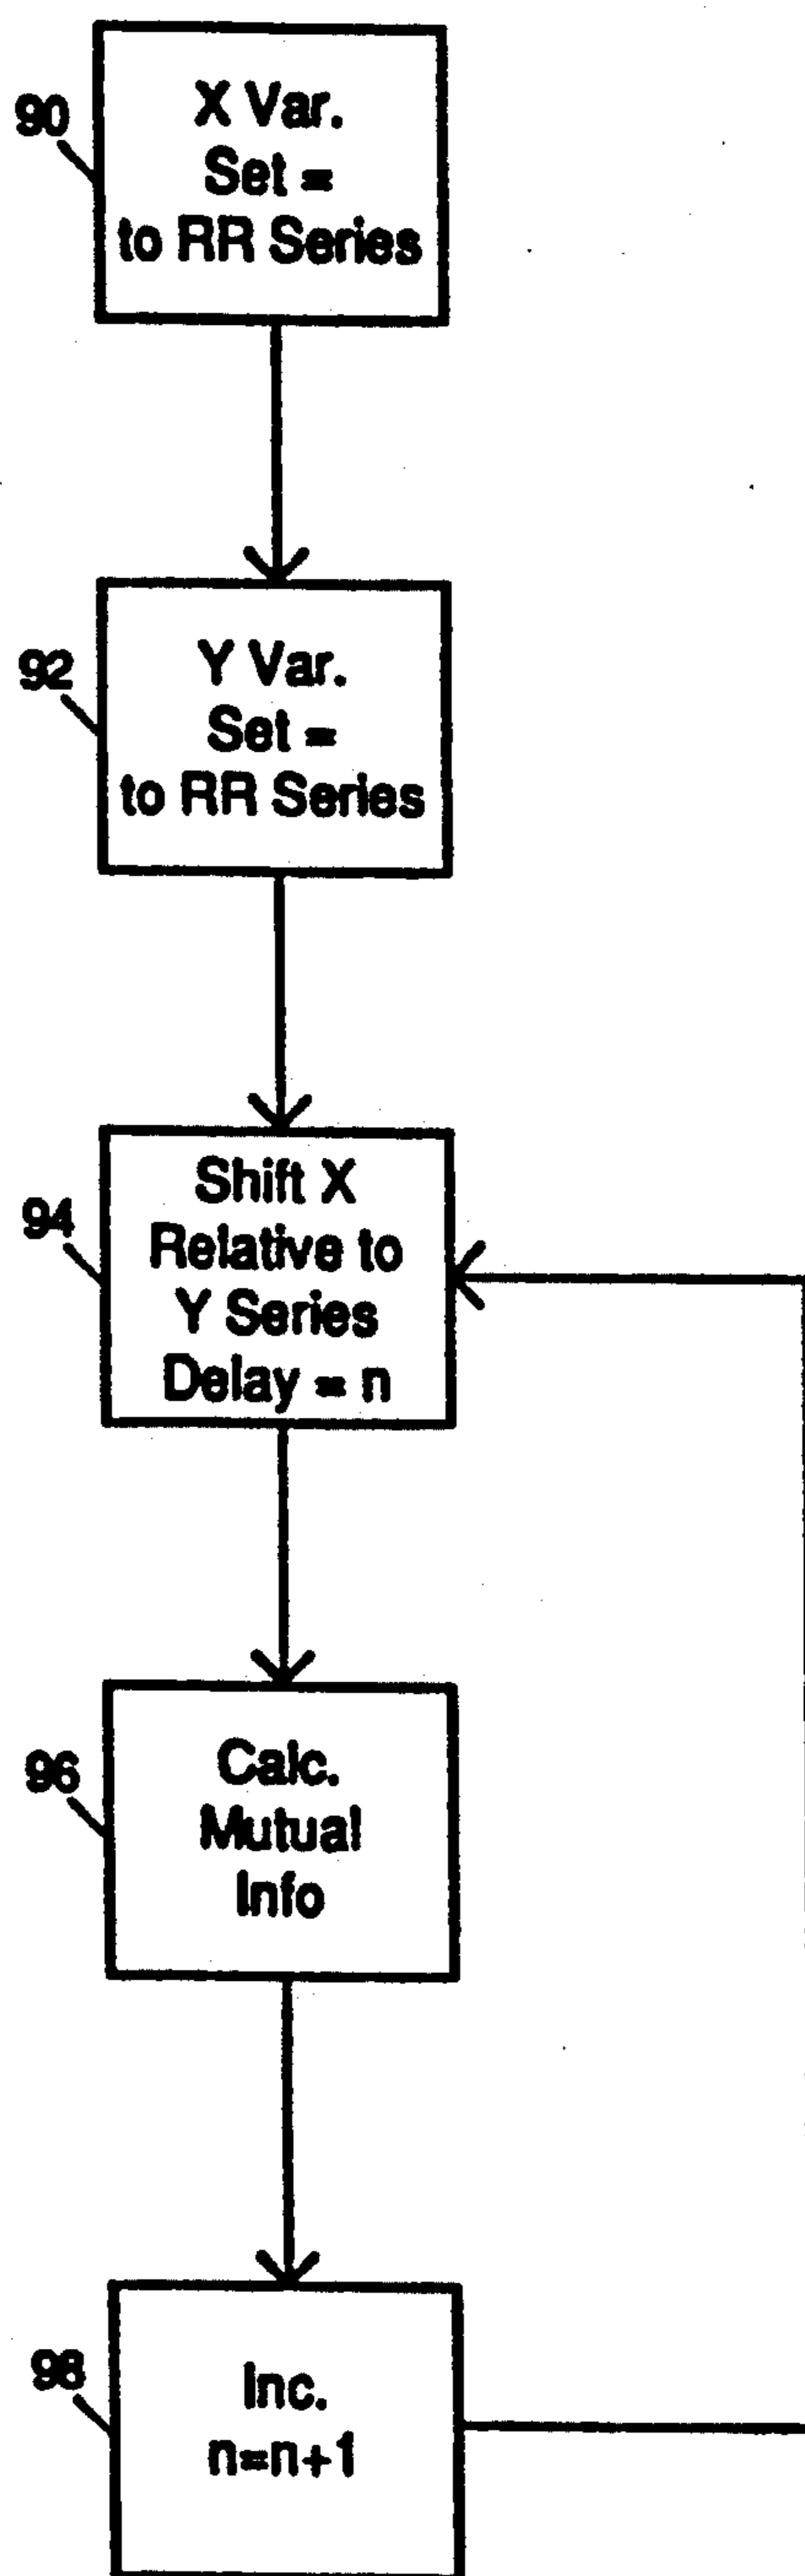 90
X Var.
Set =
to RR Series
92
Y Var.
Set =
to RR Series
94
Shift X
Relative to
Y Series
Delay = n
96
Calc.
Mutual
Info
98
Inc.
n=n+1